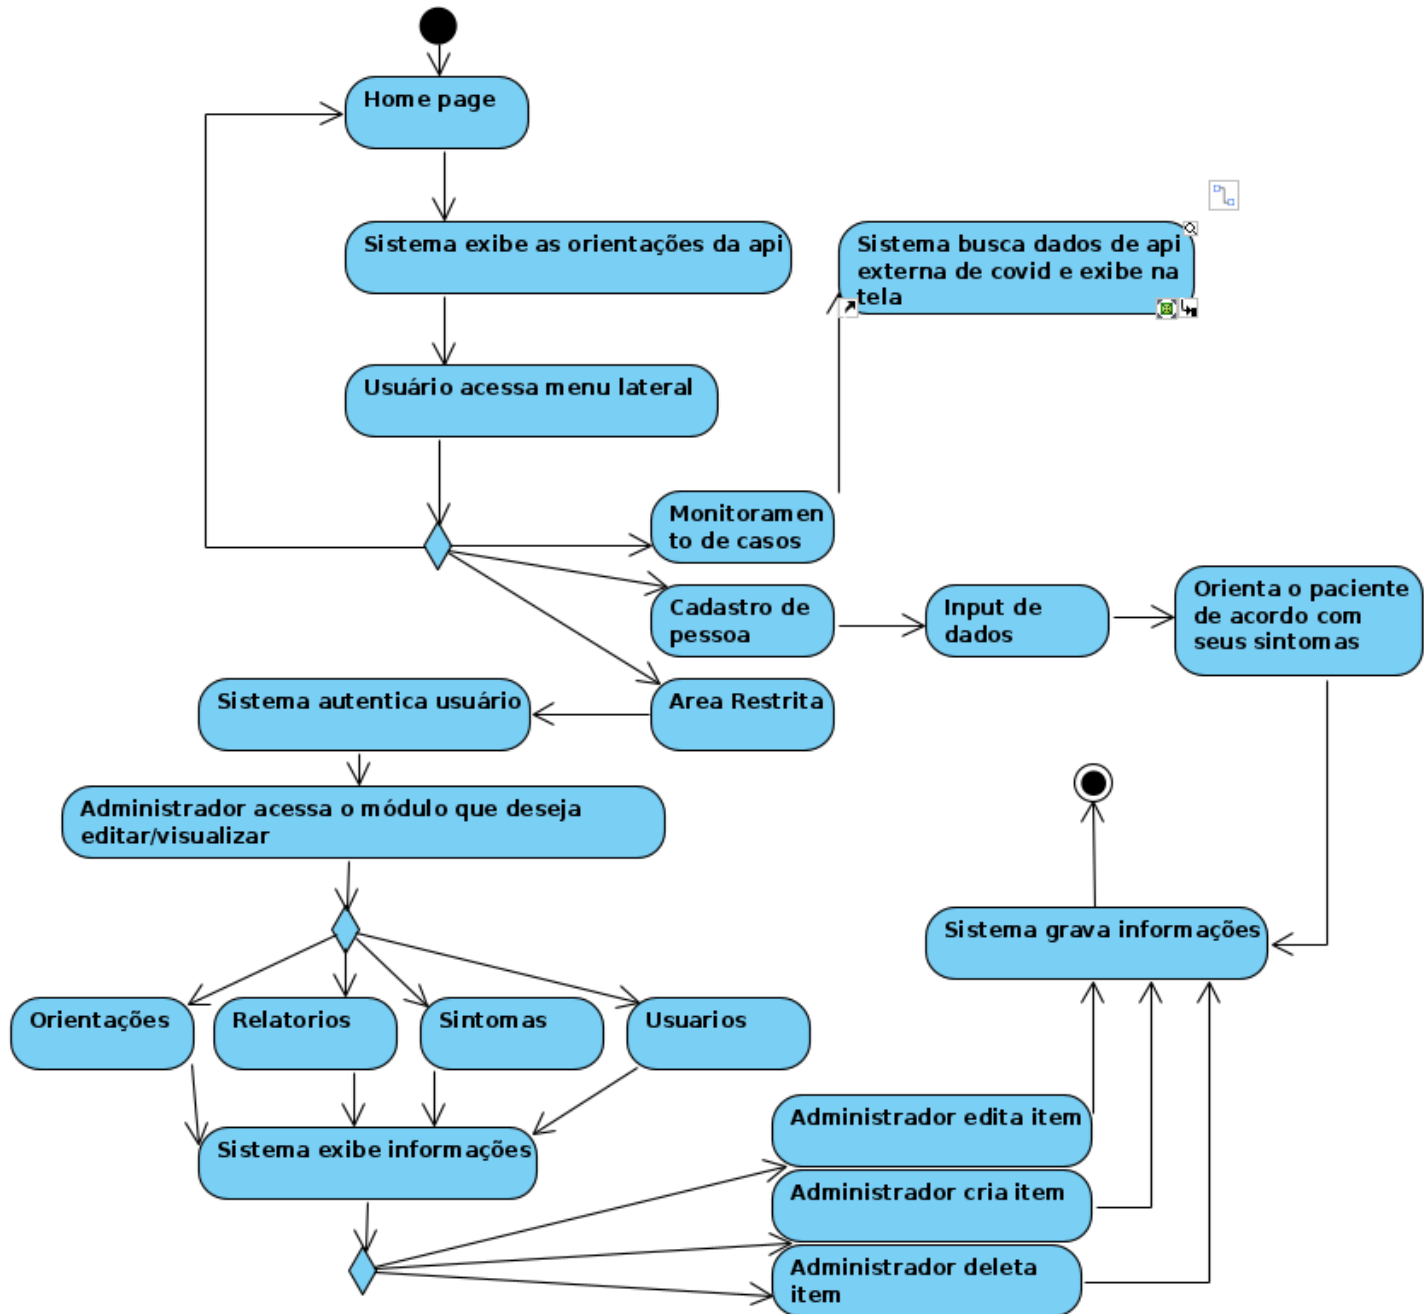 Home page
Sistema exibe as orientações da api
Sistema busca dados de api
externa de covid e exibe na
tela
Usuário acessa menu lateral
Monitoramen
to de casos
Cadastro de
pessoa
Input de
dados
Orienta o paciente
de acordo com
seus sintomas
Area Restrita
Sistema autentica usuário
Administrador acessa o módulo que deseja
editar/visualizar
Orientações
Relatorios
Sintomas
Usuarios
Sistema grava informações
Sistema exibe informações
Administrador edita item
Administrador cria item
Administrador deleta
item